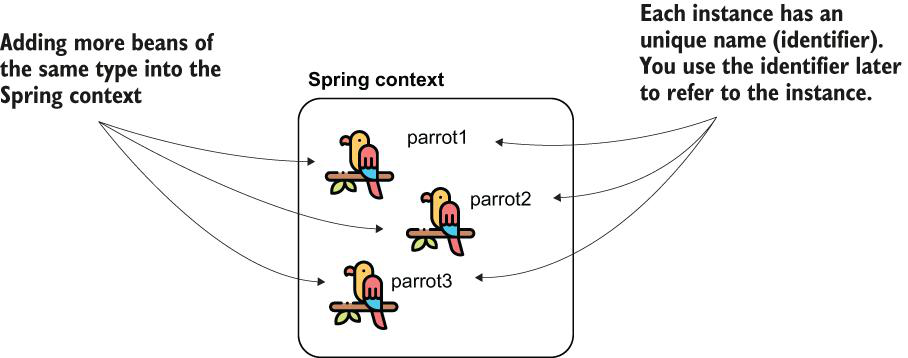 Adding more beans of
the same type into the
Spring context
Spring context
parrot1
parrot2
parrot3
Each instance has an
unique name (identifier).
You use the identifier later
to refer to the instance.